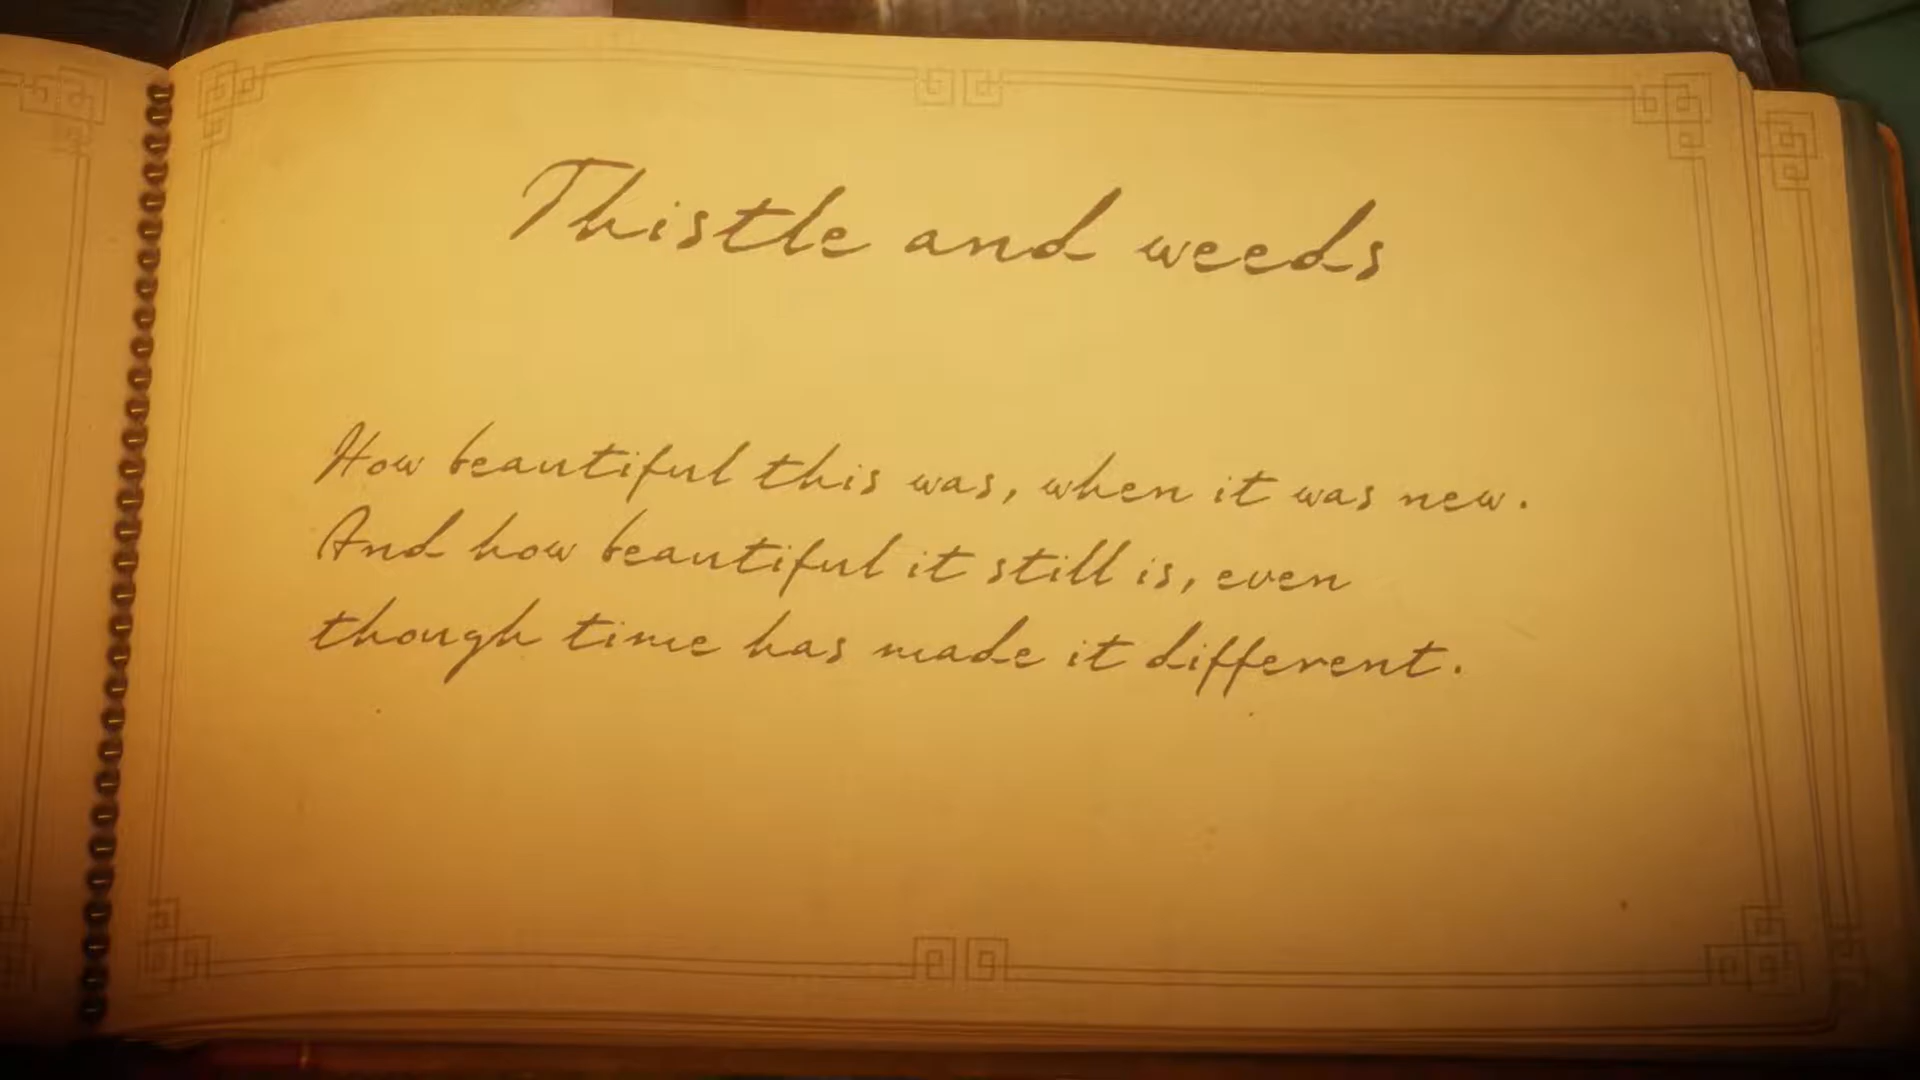 Thistle and weeds
How beautiful this was, when it was new.
And how beautiful it still is, even
though time has made it different.